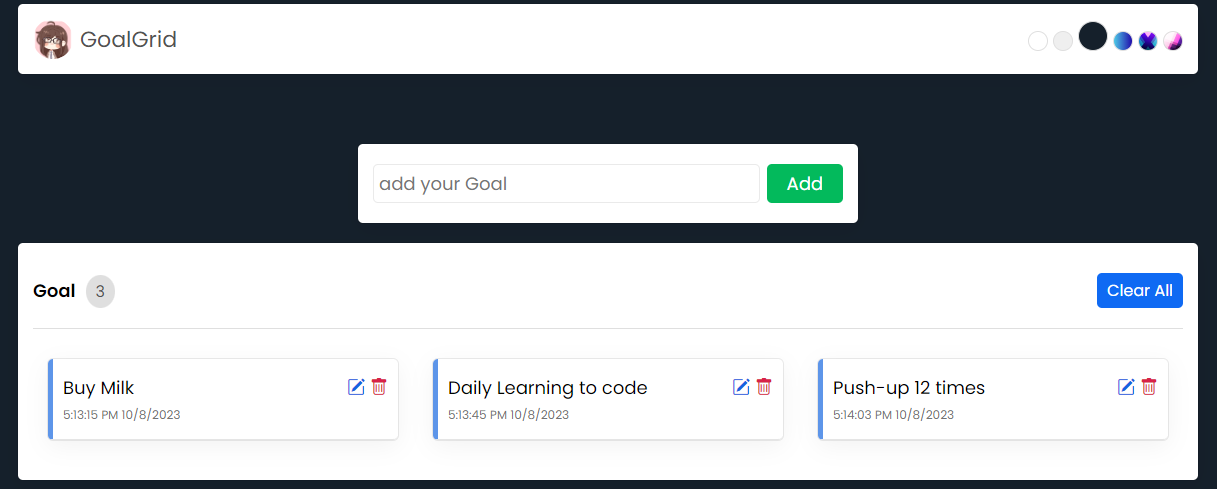 GoalGrid
add your Goal
Add
Goal 3
Clear All
Buy Milk
5:13:15 PM 10/8/2023
Daily Learning to code
5:13:45 PM 10/8/2023
Push-up 12 times
5:14:03 PM 10/8/2023